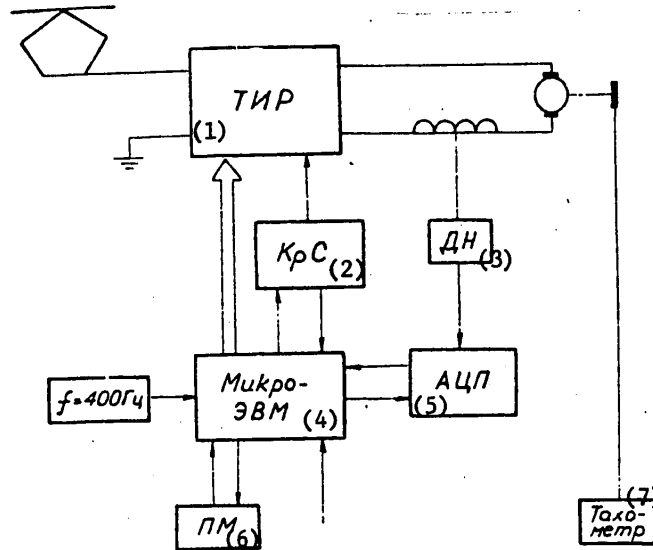 ТИР
(1)
КрС
(2)
ДН
(3)
f=400Гц
Микро-
ЭВМ
(4)
АЦП
(5)
ПМ
(6)
(7)
Тахо-
метр